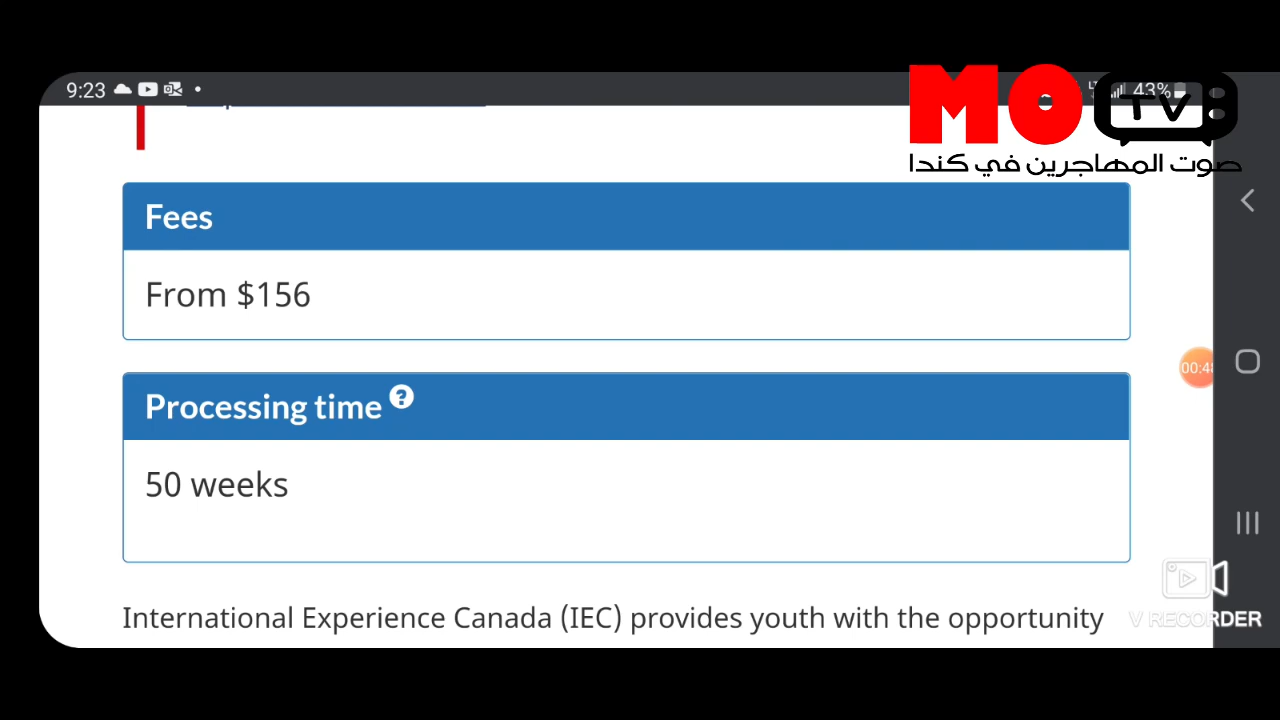 9:23
43%
MO TV
صوت المهاجرين في كندا
Fees
From $156
Processing time ?
50 weeks
00:4
International Experience Canada (IEC) provides youth with the opportunity
V RECORDER